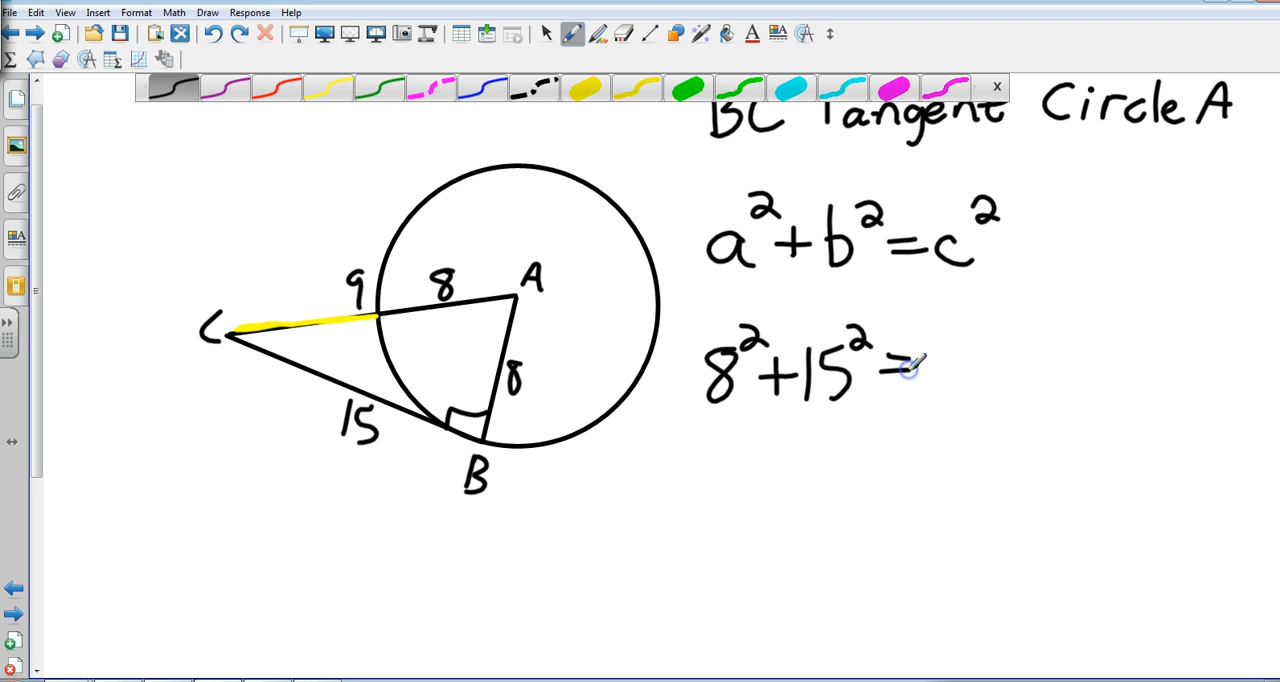 File Edit View Insert Format Math Draw Response Help
BC Tangent Circle A
a² + b² = c²
8² + 15² =
9 8 A
C
8
15
B